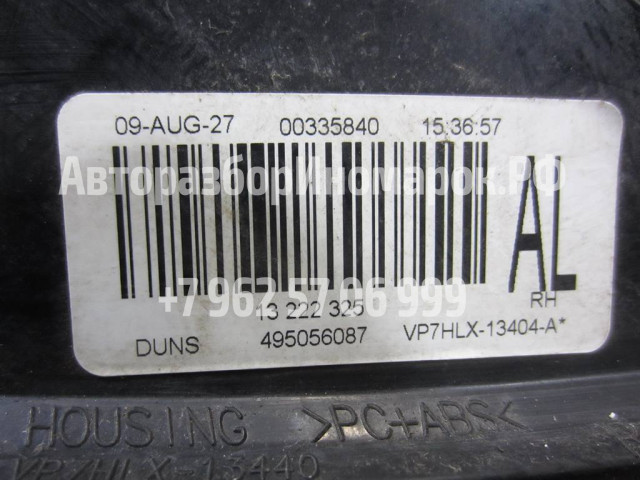 09-AUG-27 00335840 15:36:57
АвторазборИномарок.РФ
AL
+7 962 57 06 999
RH
13 222 325
DUNS 495056087 VP7HLX-13404-A*
HOUSING >PC+ABS<
VP7HLX-13440